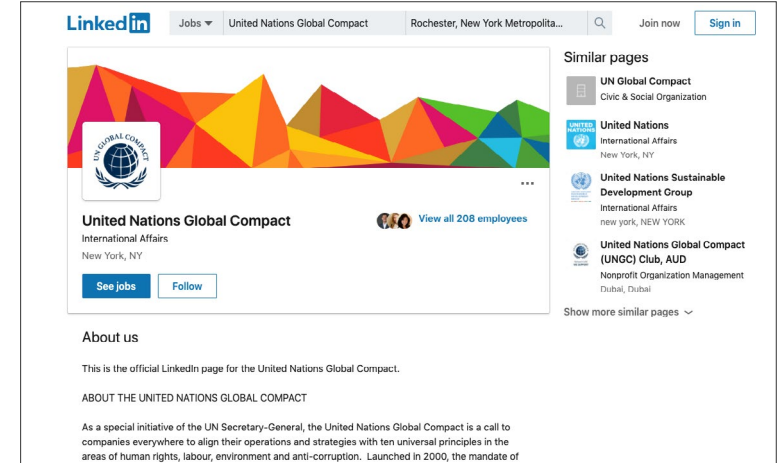 Linked in
Jobs
United Nations Global Compact
Rochester, New York Metropolita...
Join now
Sign in
UN GLOBAL COMPACT
United Nations Global Compact
International Affairs
New York, NY
View all 208 employees
See jobs
Follow
Similar pages
UN Global Compact
Civic & Social Organization
UNITED NATIONS
United Nations
International Affairs
New York, NY
United Nations Sustainable
Development Group
International Affairs
new york, NEW YORK
United Nations Global Compact
(UNGC) Club, AUD
Nonprofit Organization Management
Dubai, Dubai
Show more similar pages
About us
This is the official LinkedIn page for the United Nations Global Compact.
ABOUT THE UNITED NATIONS GLOBAL COMPACT
As a special initiative of the UN Secretary-General, the United Nations Global Compact is a call to
companies everywhere to align their operations and strategies with ten universal principles in the
areas of human rights, labour, environment and anti-corruption. Launched in 2000, the mandate of